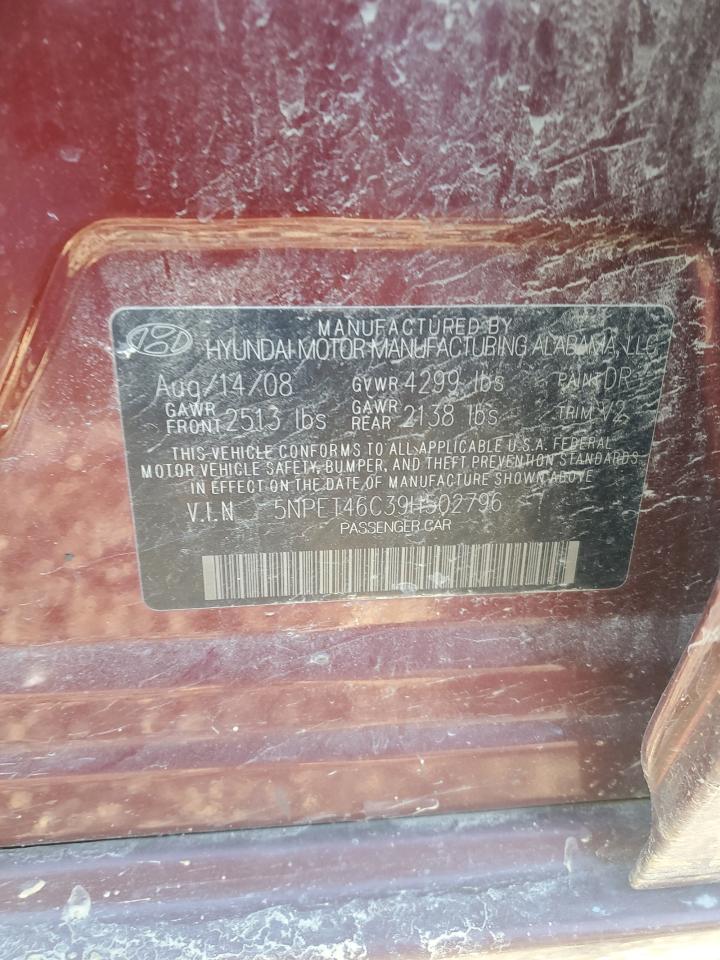 MANUFACTURED BY
HYUNDAI MOTOR MANUFACTURING ALABAMA, LLC
Aug/14/08 GVWR 4299 lbs PAINT DR
GAWR FRONT 2513 lbs GAWR REAR 2138 lbs TRIM V2
THIS VEHICLE CONFORMS TO ALL APPLICABLE U.S.A. FEDERAL
MOTOR VEHICLE SAFETY, BUMPER, AND THEFT PREVENTION STANDARDS
IN EFFECT ON THE DATE OF MANUFACTURE SHOWN ABOVE
V.I.N 5NPET46C39H502796
PASSENGER CAR